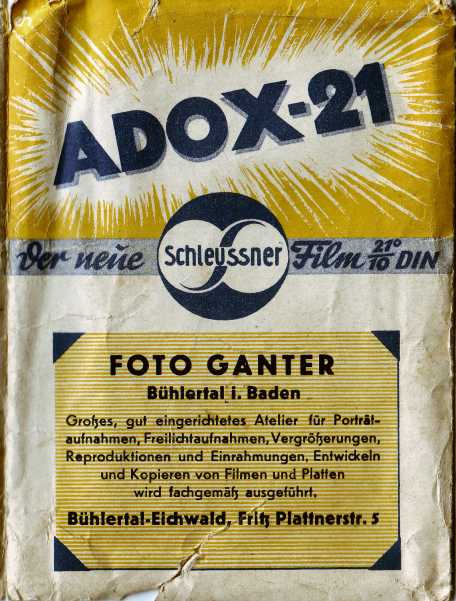 ADOX-21
Der neue Schleussner Film 21°/10 DIN
FOTO GANTER
Bühlertal i. Baden
Großes, gut eingerichtetes Atelier für Porträt-
aufnahmen, Freilichtaufnahmen, Vergrößerungen,
Reproduktionen und Einrahmungen, Entwickeln
und Kopieren von Filmen und Platten
wird fachgemäß ausgeführt.
Bühlertal-Eichwald, Fritz Plattnerstr. 5